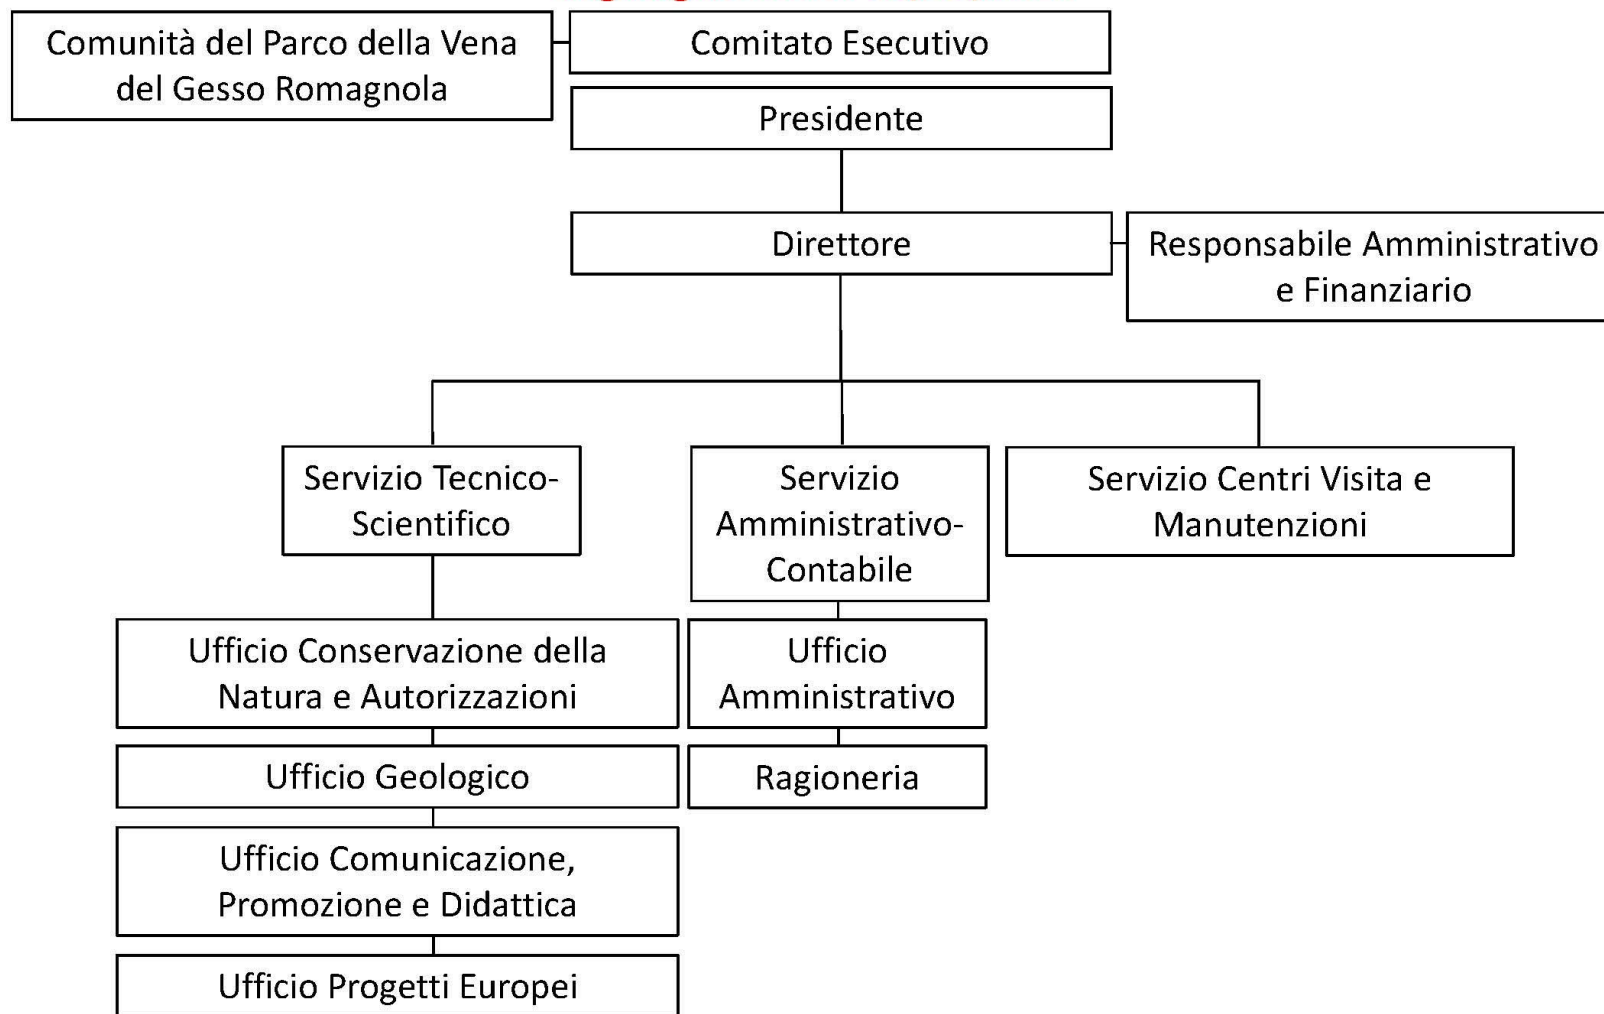 Comunità del Parco della Vena
del Gesso Romagnola
Comitato Esecutivo
Presidente
Direttore
Responsabile Amministrativo
e Finanziario
Servizio Tecnico-
Scientifico
Servizio
Amministrativo-
Contabile
Servizio Centri Visita e
Manutenzioni
Ufficio Conservazione della
Natura e Autorizzazioni
Ufficio Geologico
Ufficio Comunicazione,
Promozione e Didattica
Ufficio Progetti Europei
Ufficio
Amministrativo
Ragioneria